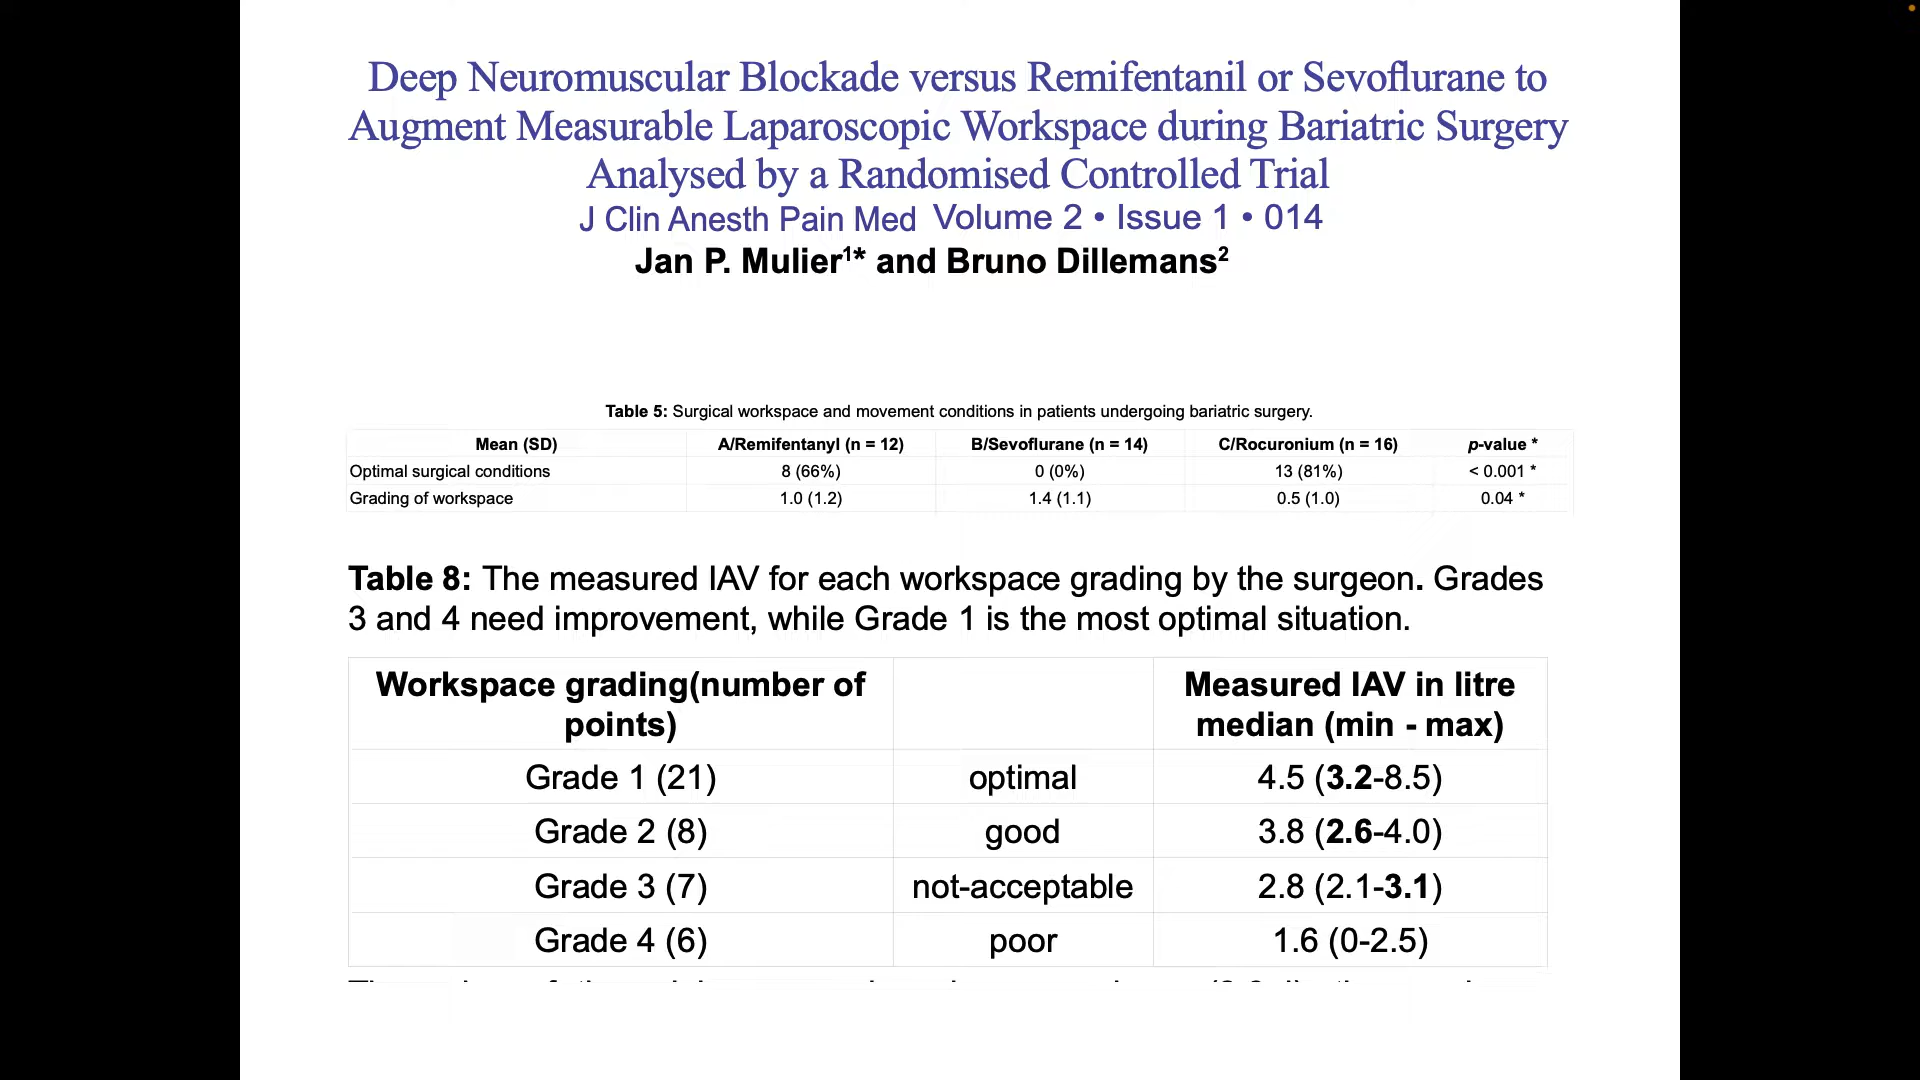 Deep Neuromuscular Blockade versus Remifentanil or Sevoflurane to
Augment Measurable Laparoscopic Workspace during Bariatric Surgery
Analysed by a Randomised Controlled Trial
J Clin Anesth Pain Med Volume 2 • Issue 1 • 014
Jan P. Mulier¹* and Bruno Dillemans²
Table 5: Surgical workspace and movement conditions in patients undergoing bariatric surgery.
Mean (SD) A/Remifentanyl (n = 12) B/Sevoflurane (n = 14) C/Rocuronium (n = 16) p-value *
Optimal surgical conditions 8 (66%) 0 (0%) 13 (81%) < 0.001 *
Grading of workspace 1.0 (1.2) 1.4 (1.1) 0.5 (1.0) 0.04 *
Table 8: The measured IAV for each workspace grading by the surgeon. Grades
3 and 4 need improvement, while Grade 1 is the most optimal situation.
Workspace grading(number of
points)
Measured IAV in litre
median (min - max)
Grade 1 (21) optimal 4.5 (3.2-8.5)
Grade 2 (8) good 3.8 (2.6-4.0)
Grade 3 (7) not-acceptable 2.8 (2.1-3.1)
Grade 4 (6) poor 1.6 (0-2.5)